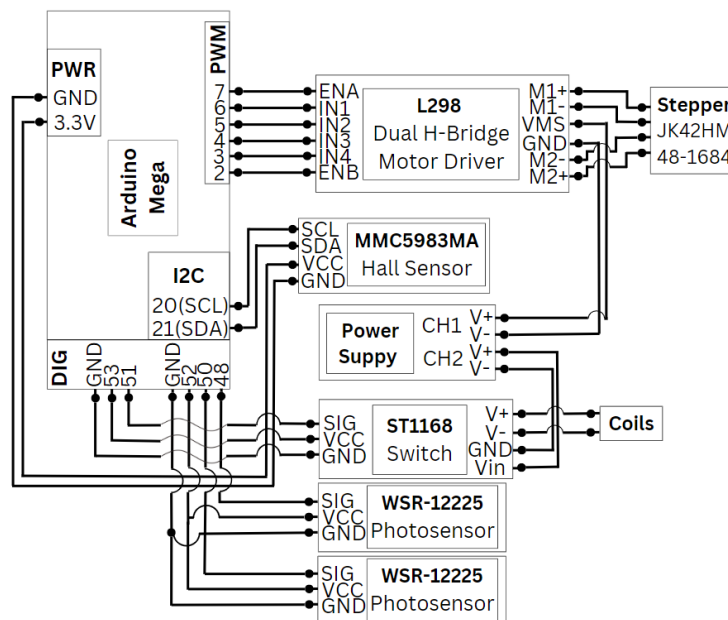 PWR
GND
3.3V
Arduino
Mega
PWM
7
6
5
4
3
2
I2C
20(SCL)
21(SDA)
DIG
GND
53
51
GND
52
50
48
ENA
IN1
IN2
IN3
IN4
ENB
L298
Dual H-Bridge
Motor Driver
M1+
M1-
VMS
GND
M2-
M2+
Stepper
JK42HM
48-1684
SCL
SDA
VCC
GND
MMC5983MA
Hall Sensor
Power
Suppy
CH1
CH2
V+
V-
V+
V-
SIG
VCC
GND
ST1168
Switch
V+
V-
GND
Vin
Coils
SIG
VCC
GND
WSR-12225
Photosensor
SIG
VCC
GND
WSR-12225
Photosensor